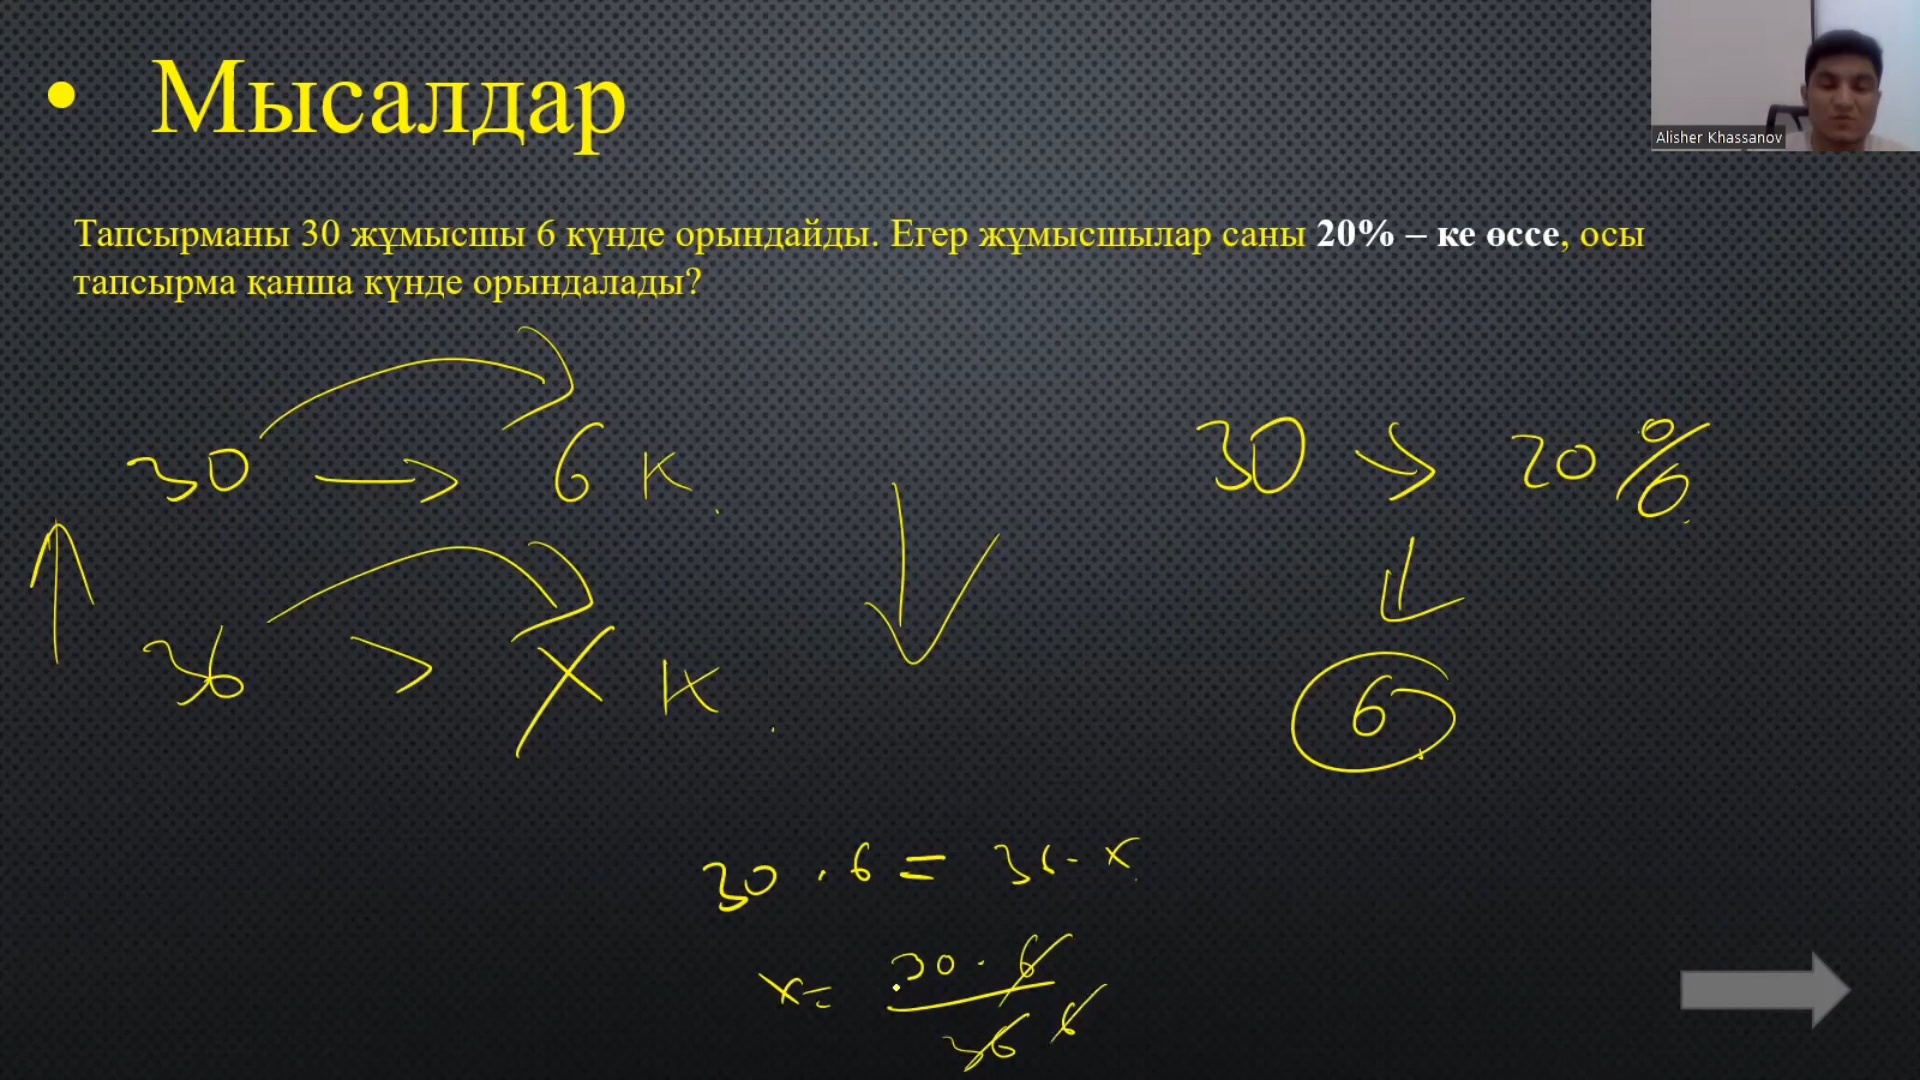 • Мысалдар
Alisher Khassanov
Тапсырманы 30 жұмысшы 6 күнде орындайды. Егер жұмысшылар саны 20% – ке өссе, осы
тапсырма қанша күнде орындалады?
30 → 6 к.
30 → 20%
36 > x к.
6
30 · 6 = 36 · x
x = 30 · 6
36 6